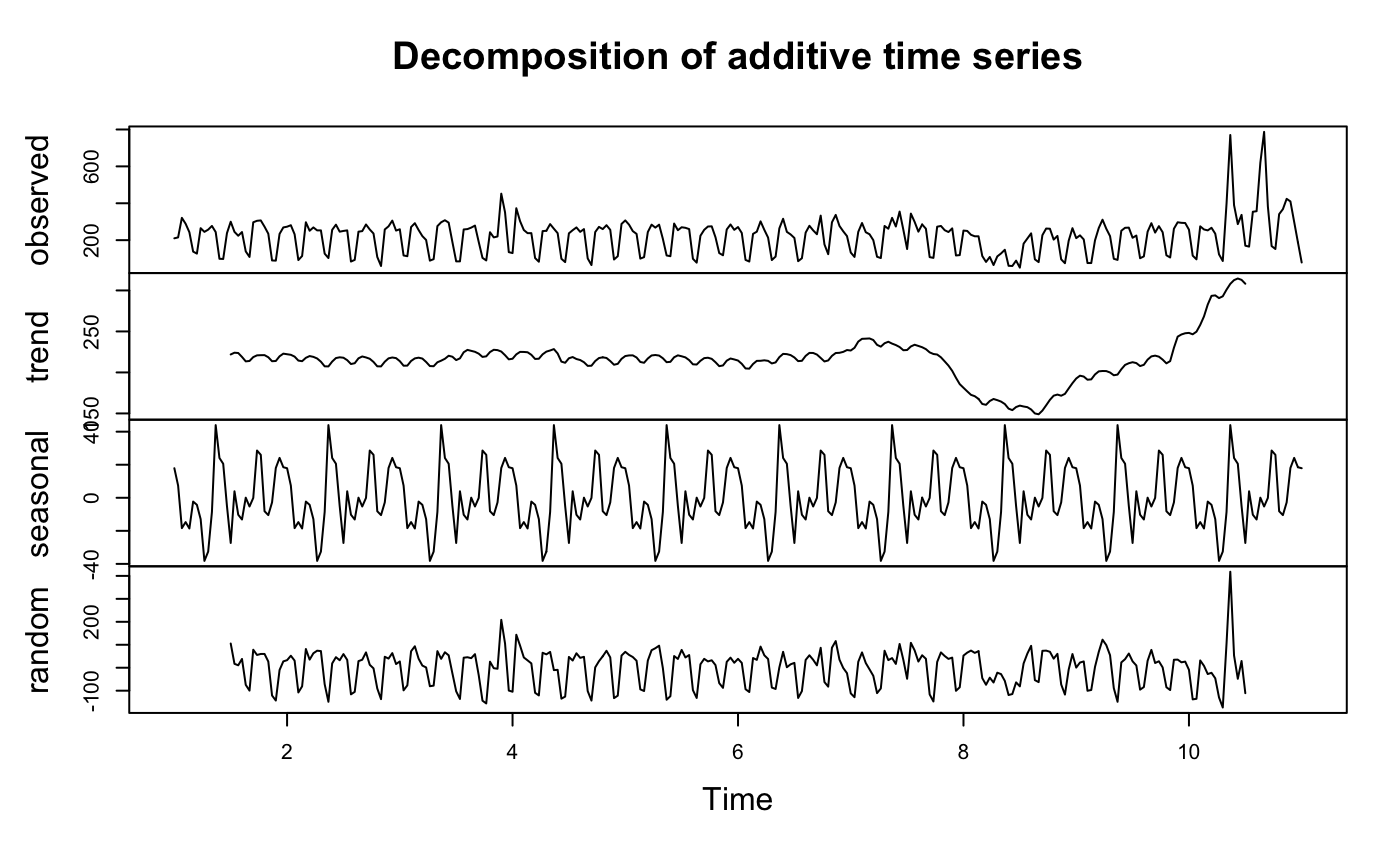 Decomposition of additive time series
observed
200 600
trend
150 250
seasonal
-40 0 40
random
-100 200
2 4 6 8 10
Time